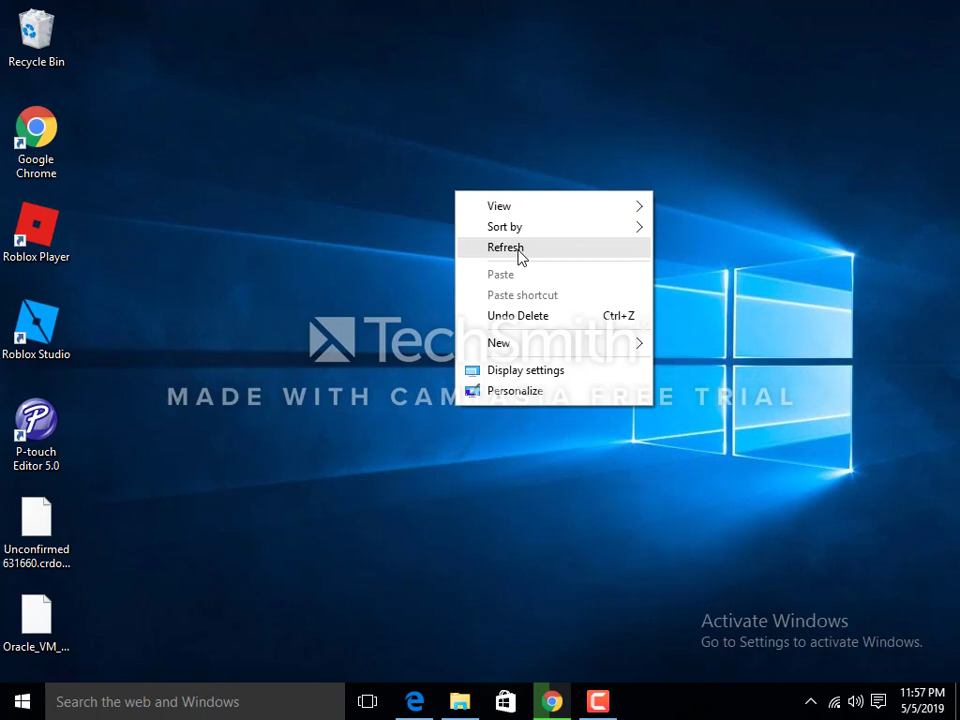 Recycle Bin
Google
Chrome
Roblox Player
Roblox Studio
P-touch
Editor 5.0
Unconfirmed
631660.crdo...
Oracle_VM_...
View
Sort by
Refresh
Paste
Paste shortcut
Undo Delete Ctrl+Z
New
Display settings
Personalize
TechSmith
MADE WITH CAMTASIA FREE TRIAL
Activate Windows
Go to Settings to activate Windows.
Search the web and Windows
11:57 PM
5/5/2019